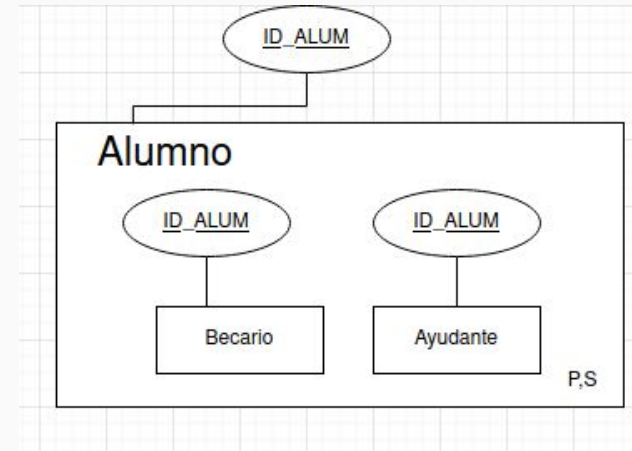 ID_ALUM
Alumno
ID_ALUM
ID_ALUM
Becario
Ayudante
P,S